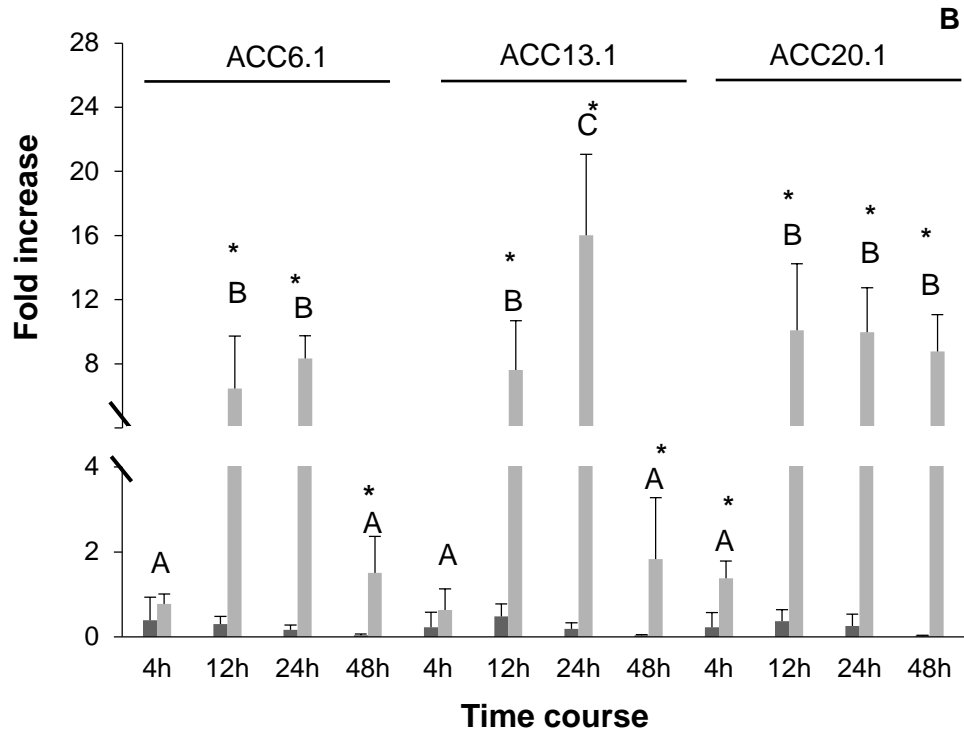 B
28
ACC6.1 ACC13.1 ACC20.1
24
*
C
20
* * *
16
* * B B *
B * B B B
12
8
Fold increase
4
* *
A A *
A A A
2
0
4h 12h 24h 48h 4h 12h 24h 48h 4h 12h 24h 48h
Time course